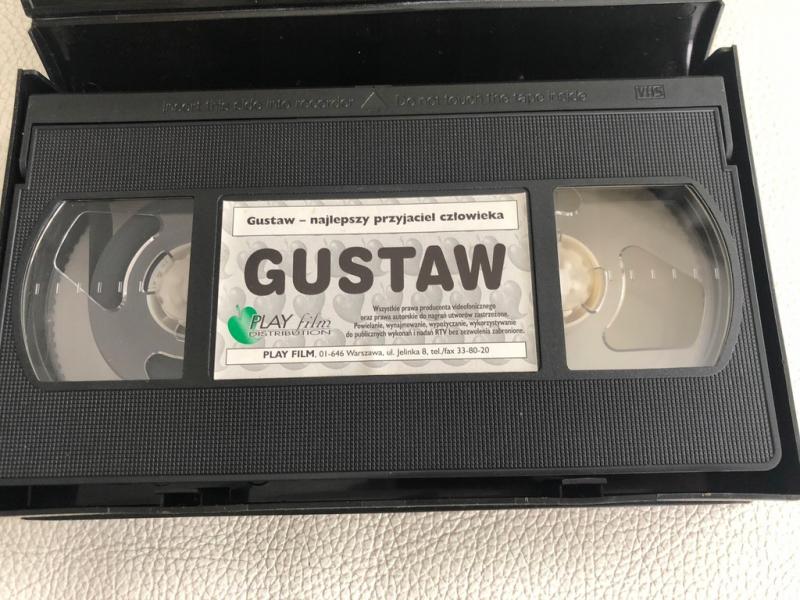 Insert this side into recorder △ Do not touch the tape inside VHS
Gustaw – najlepszy przyjaciel człowieka
GUSTAW
PLAY film
DISTRIBUTION
Wszystkie prawa producenta videofonicznego
oraz prawa autorskie do nagrań utworów zastrzeżone.
Powielanie, wynajmowanie, wypożyczanie, wykorzystywanie
do publicznych wykonań i nadań RTV bez zezwolenia zabronione.
PLAY FILM, 01-646 Warszawa, ul. Jelinka 8, tel./fax 33-80-20